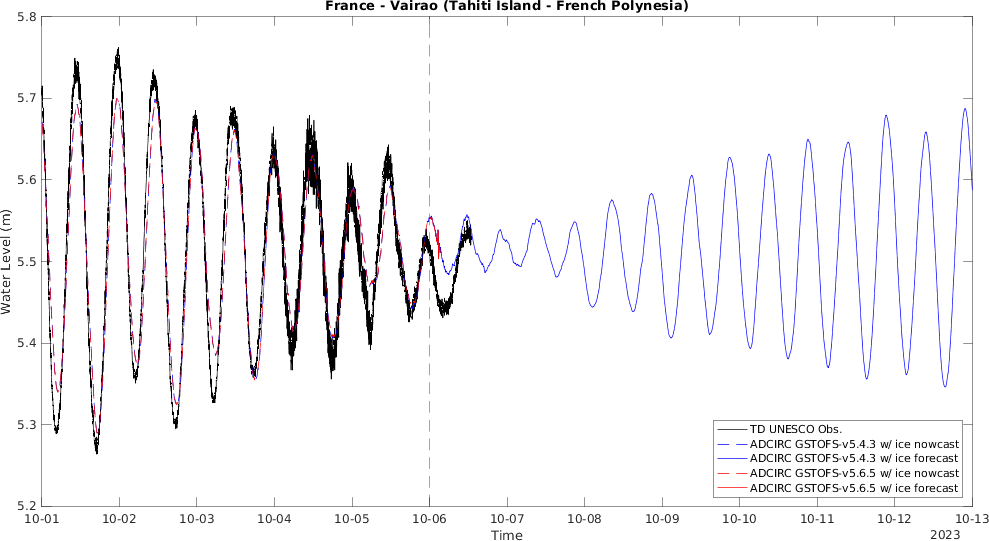 France - Vairao (Tahiti Island - French Polynesia)
5.8
5.7
5.6
5.5
5.4
5.3
5.2
Water Level (m)
TD UNESCO Obs.
ADCIRC GSTOFS-v5.4.3 w/ ice nowcast
ADCIRC GSTOFS-v5.4.3 w/ ice forecast
ADCIRC GSTOFS-v5.6.5 w/ ice nowcast
ADCIRC GSTOFS-v5.6.5 w/ ice forecast
10-01 10-02 10-03 10-04 10-05 10-06 10-07 10-08 10-09 10-10 10-11 10-12 10-13
Time
2023